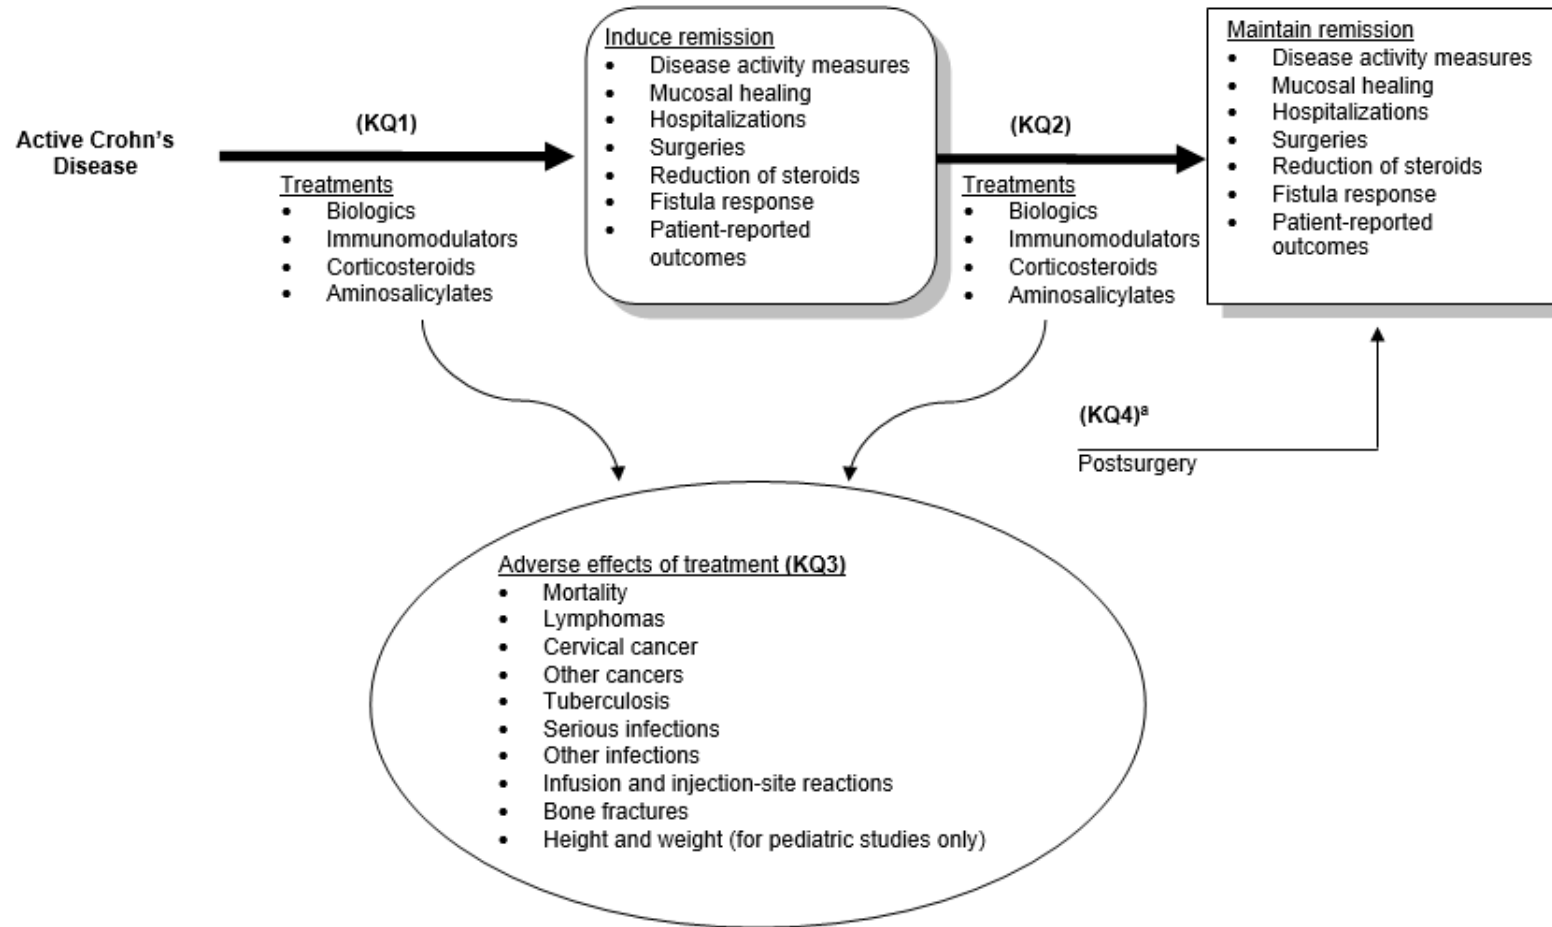 Active Crohn's
Disease
(KQ1)
Treatments
• Biologics
• Immunomodulators
• Corticosteroids
• Aminosalicylates
Induce remission
• Disease activity measures
• Mucosal healing
• Hospitalizations
• Surgeries
• Reduction of steroids
• Fistula response
• Patient-reported
outcomes
(KQ2)
Treatments
• Biologics
• Immunomodulators
• Corticosteroids
• Aminosalicylates
Maintain remission
• Disease activity measures
• Mucosal healing
• Hospitalizations
• Surgeries
• Reduction of steroids
• Fistula response
• Patient-reported
outcomes
(KQ4)ᵃ
Postsurgery
Adverse effects of treatment (KQ3)
• Mortality
• Lymphomas
• Cervical cancer
• Other cancers
• Tuberculosis
• Serious infections
• Other infections
• Infusion and injection-site reactions
• Bone fractures
• Height and weight (for pediatric studies only)